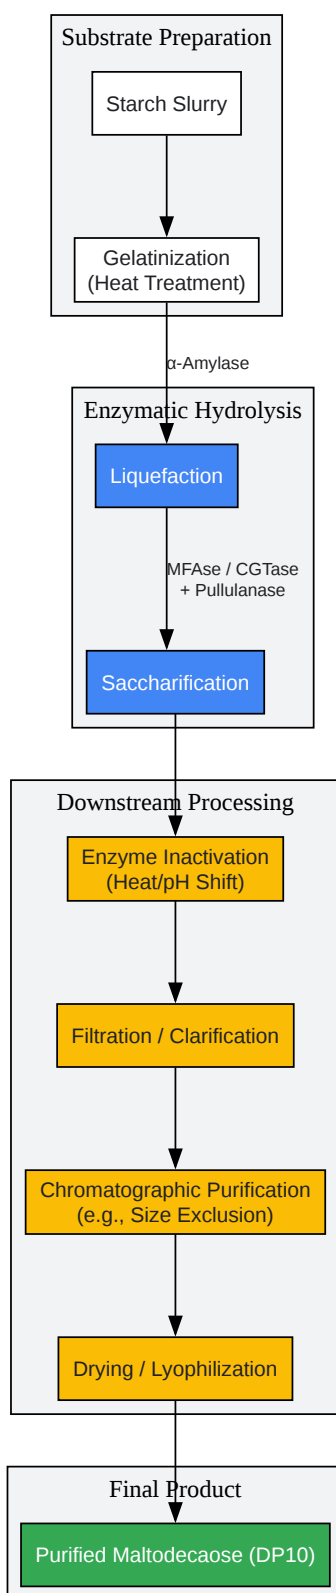 Substrate Preparation
Starch Slurry
Gelatinization
(Heat Treatment)
α-Amylase
Enzymatic Hydrolysis
Liquefaction
MFAse / CGTase
+ Pullulanase
Saccharification
Downstream Processing
Enzyme Inactivation
(Heat/pH Shift)
Filtration / Clarification
Chromatographic Purification
(e.g., Size Exclusion)
Drying / Lyophilization
Final Product
Purified Maltodecaose (DP10)